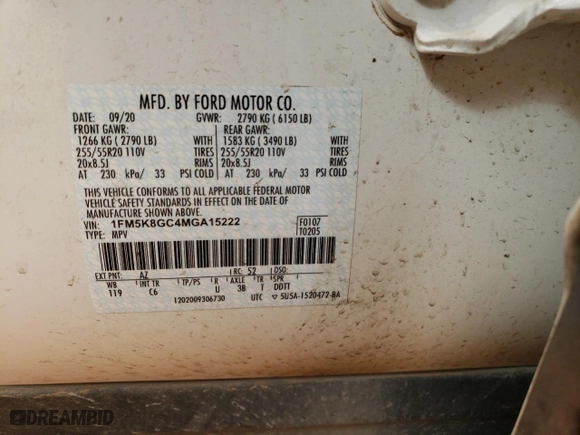 MFD. BY FORD MOTOR CO.
DATE: 09/20 GVWR: 2790 KG ( 6150 LB)
FRONT GAWR: REAR GAWR:
1266 KG ( 2790 LB) WITH 1583 KG ( 3490 LB) WITH
255/55R20 110V TIRES 255/55R20 110V TIRES
20x8.5J RIMS 20x8.5J RIMS
AT 230 kPa/ 33 PSI COLD AT 230 kPa/ 33 PSI COLD
THIS VEHICLE CONFORMS TO ALL APPLICABLE FEDERAL MOTOR
VEHICLE SAFETY STANDARDS IN EFFECT ON THE DATE OF
MANUFACTURE SHOWN ABOVE.
VIN: 1FM5K8GC4MGA15222 F0107
TYPE: MPV T0205
EXT PNT: AZ RC: 52 DSO:
WB INT TR TP/PS R AXLE TR SPR
119 C6 U 3B T DDTT
1202009306730 UTC ▽ 5U5A-1520472-BA
DREAMBID